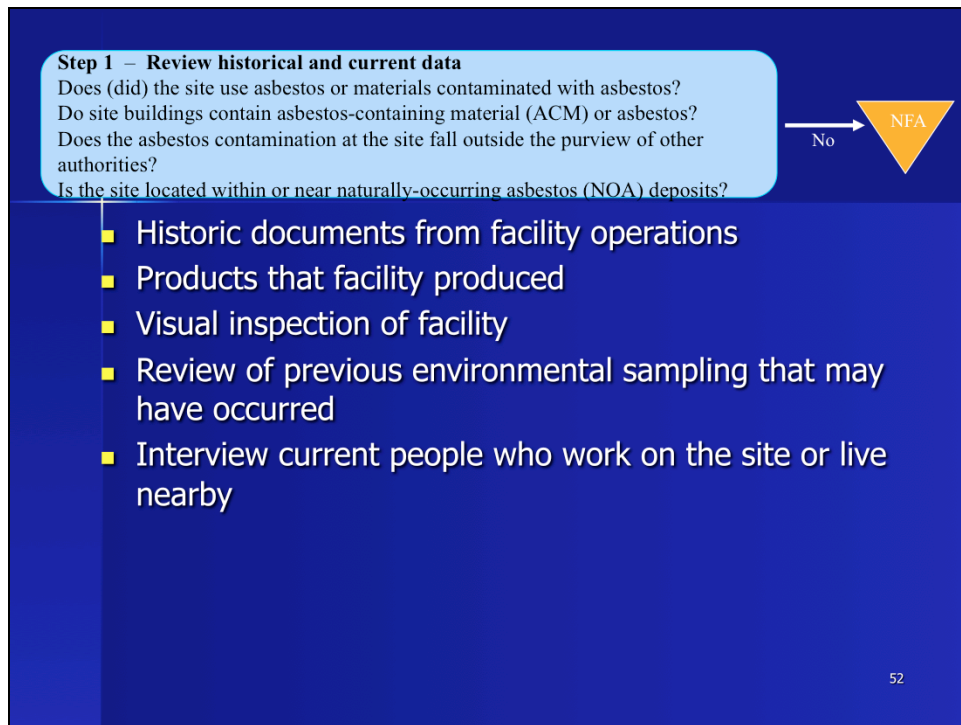 Step 1 – Review historical and current data
Does (did) the site use asbestos or materials contaminated with asbestos?
Do site buildings contain asbestos-containing material (ACM) or asbestos?
Does the asbestos contamination at the site fall outside the purview of other
authorities?
Is the site located within or near naturally-occurring asbestos (NOA) deposits?
No
NFA
Historic documents from facility operations
Products that facility produced
Visual inspection of facility
Review of previous environmental sampling that may
have occurred
Interview current people who work on the site or live
nearby
52